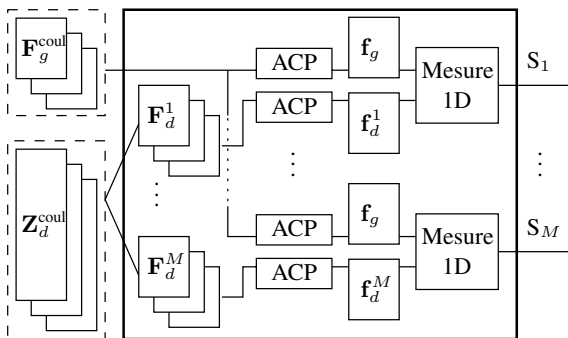 F_g^coul
ACP
f_g
Mesure
1D
S_1
F_d^1
ACP
f_d^1
Z_d^coul
⋮
⋮
⋮
ACP
f_g
Mesure
1D
S_M
F_d^M
ACP
f_d^M